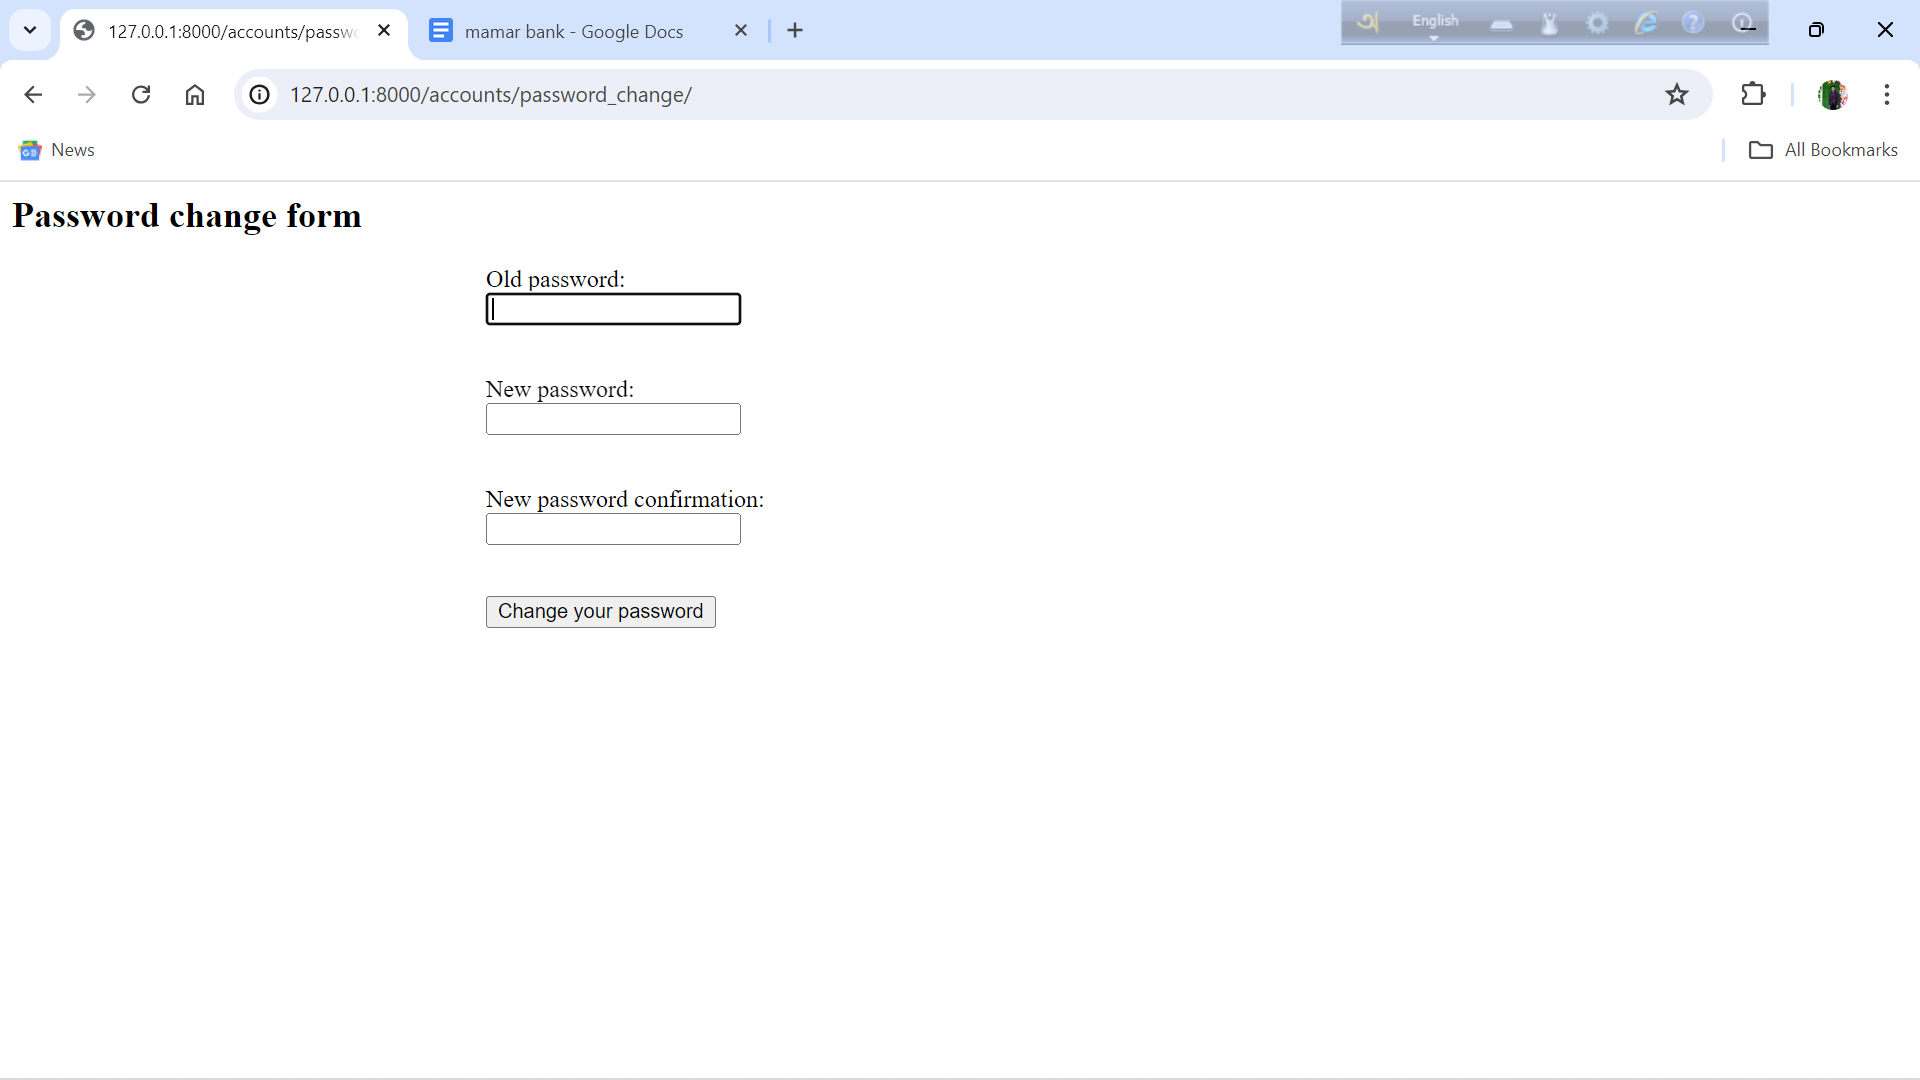 127.0.0.1:8000/accounts/passw
mamar bank - Google Docs
অ English
127.0.0.1:8000/accounts/password_change/
News
All Bookmarks
Password change form
Old password:
New password:
New password confirmation:
Change your password